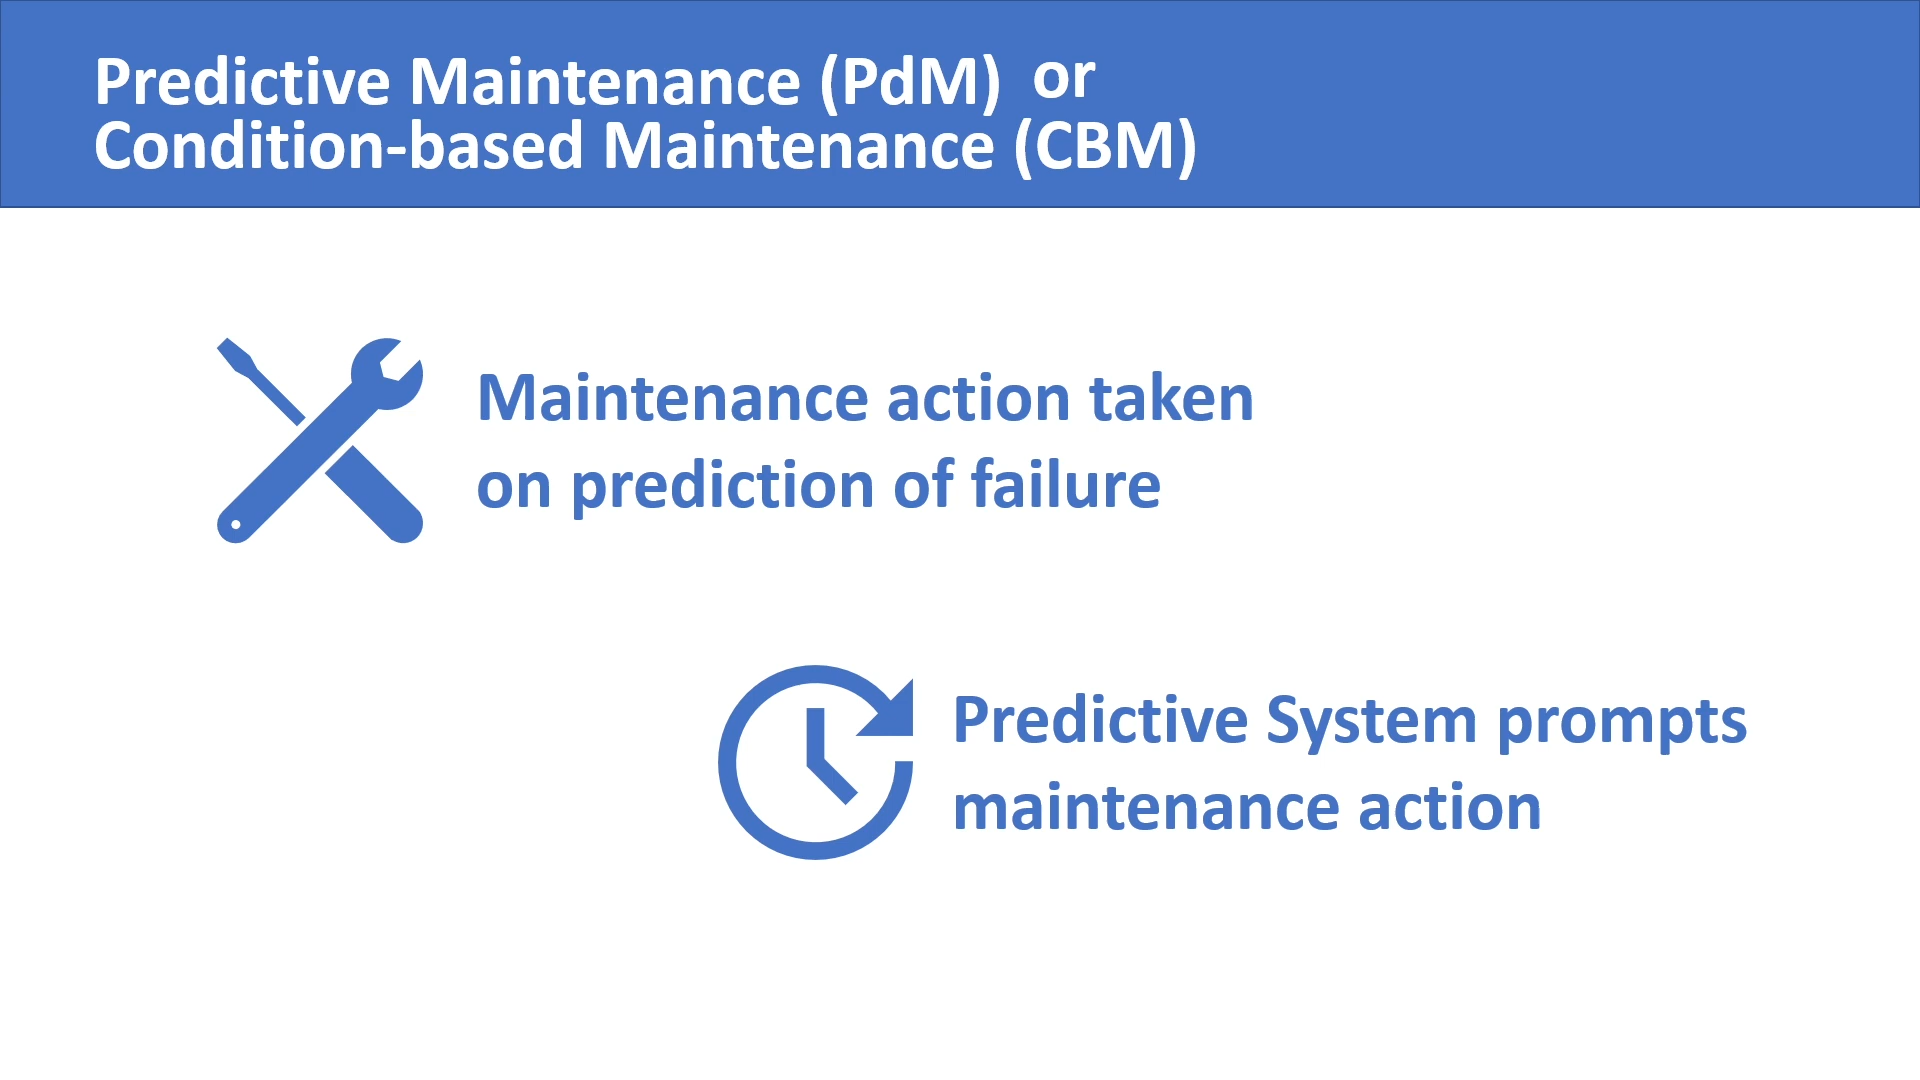 Predictive Maintenance (PdM) or
Condition-based Maintenance (CBM)
Maintenance action taken
on prediction of failure
Predictive System prompts
maintenance action